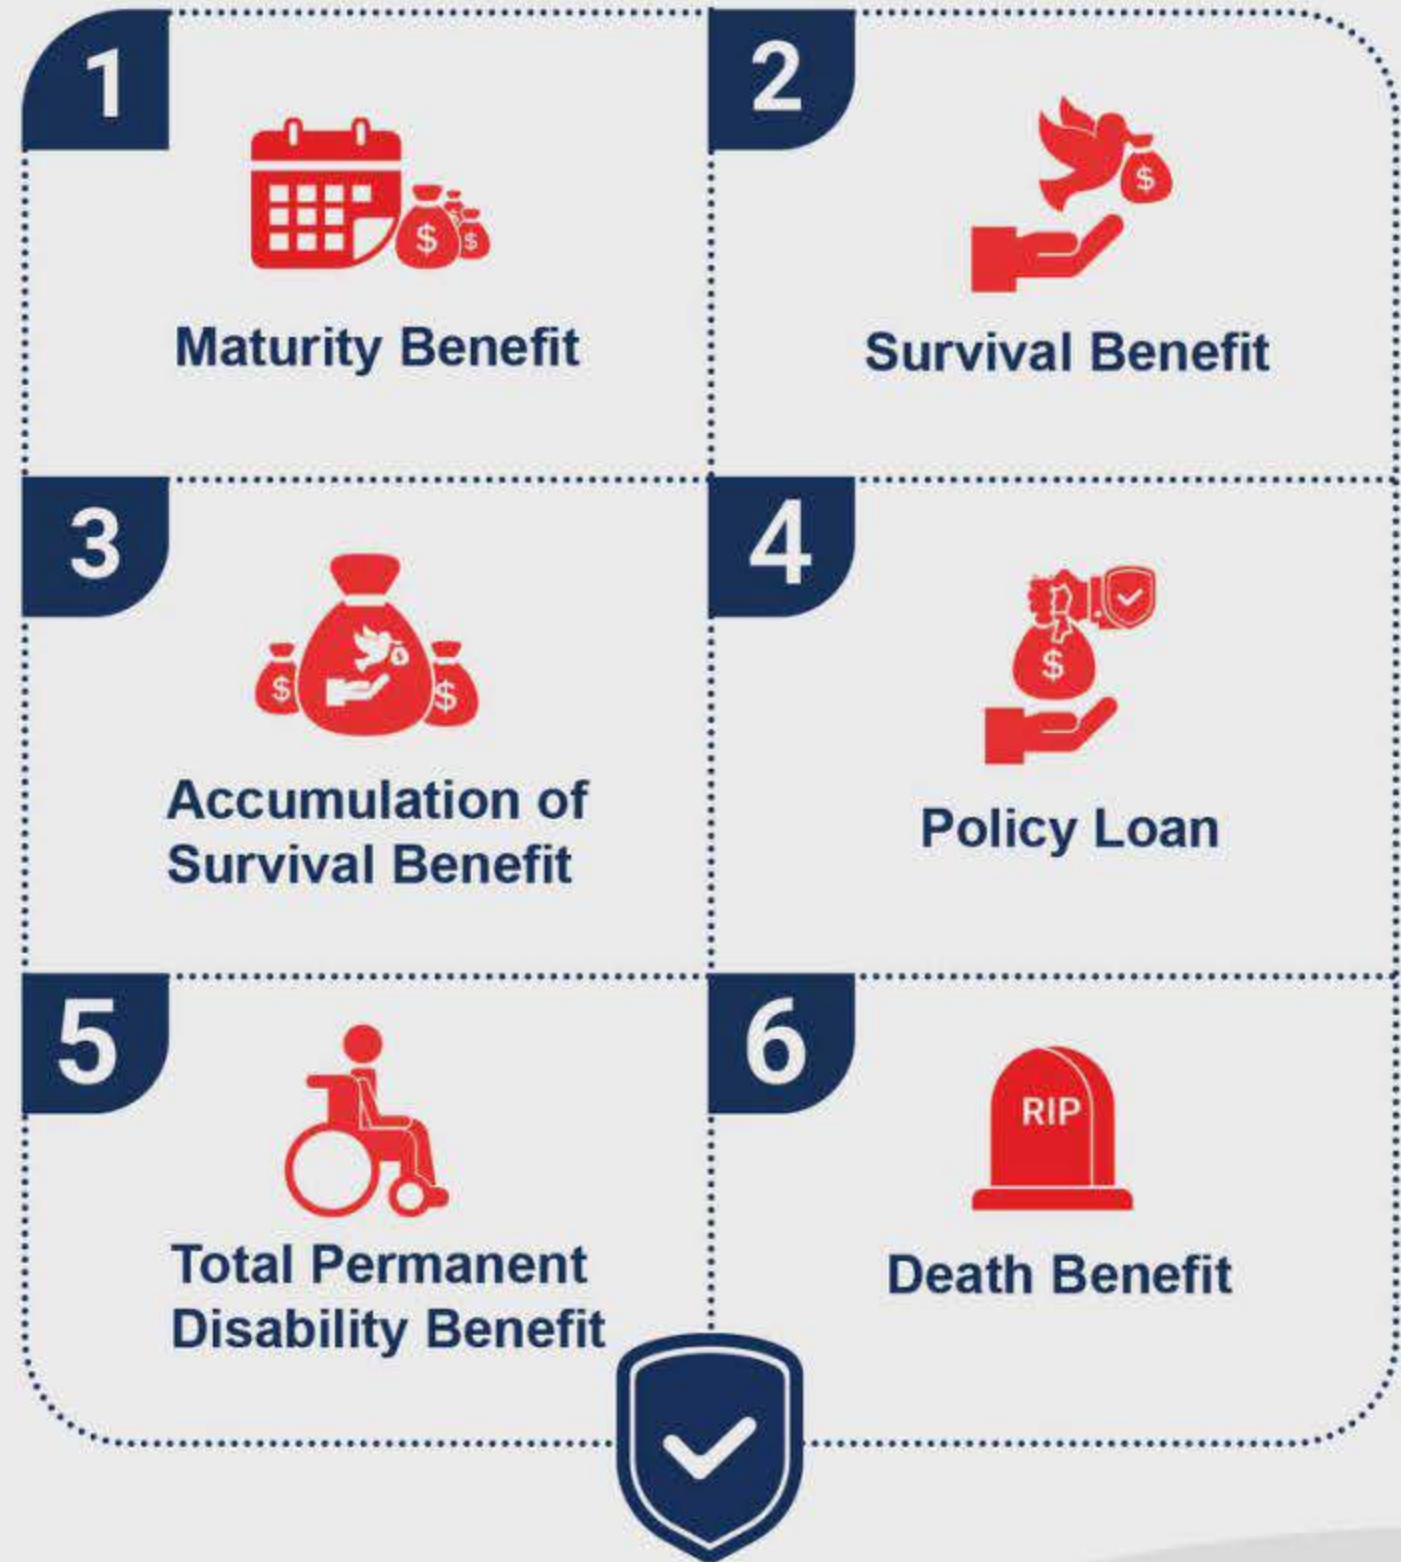 1
Maturity Benefit
$
$
$
2
Survival Benefit
$
3
Accumulation of
Survival Benefit
$
$
$
4
Policy Loan
$
5
Total Permanent
Disability Benefit
6
RIP
Death Benefit